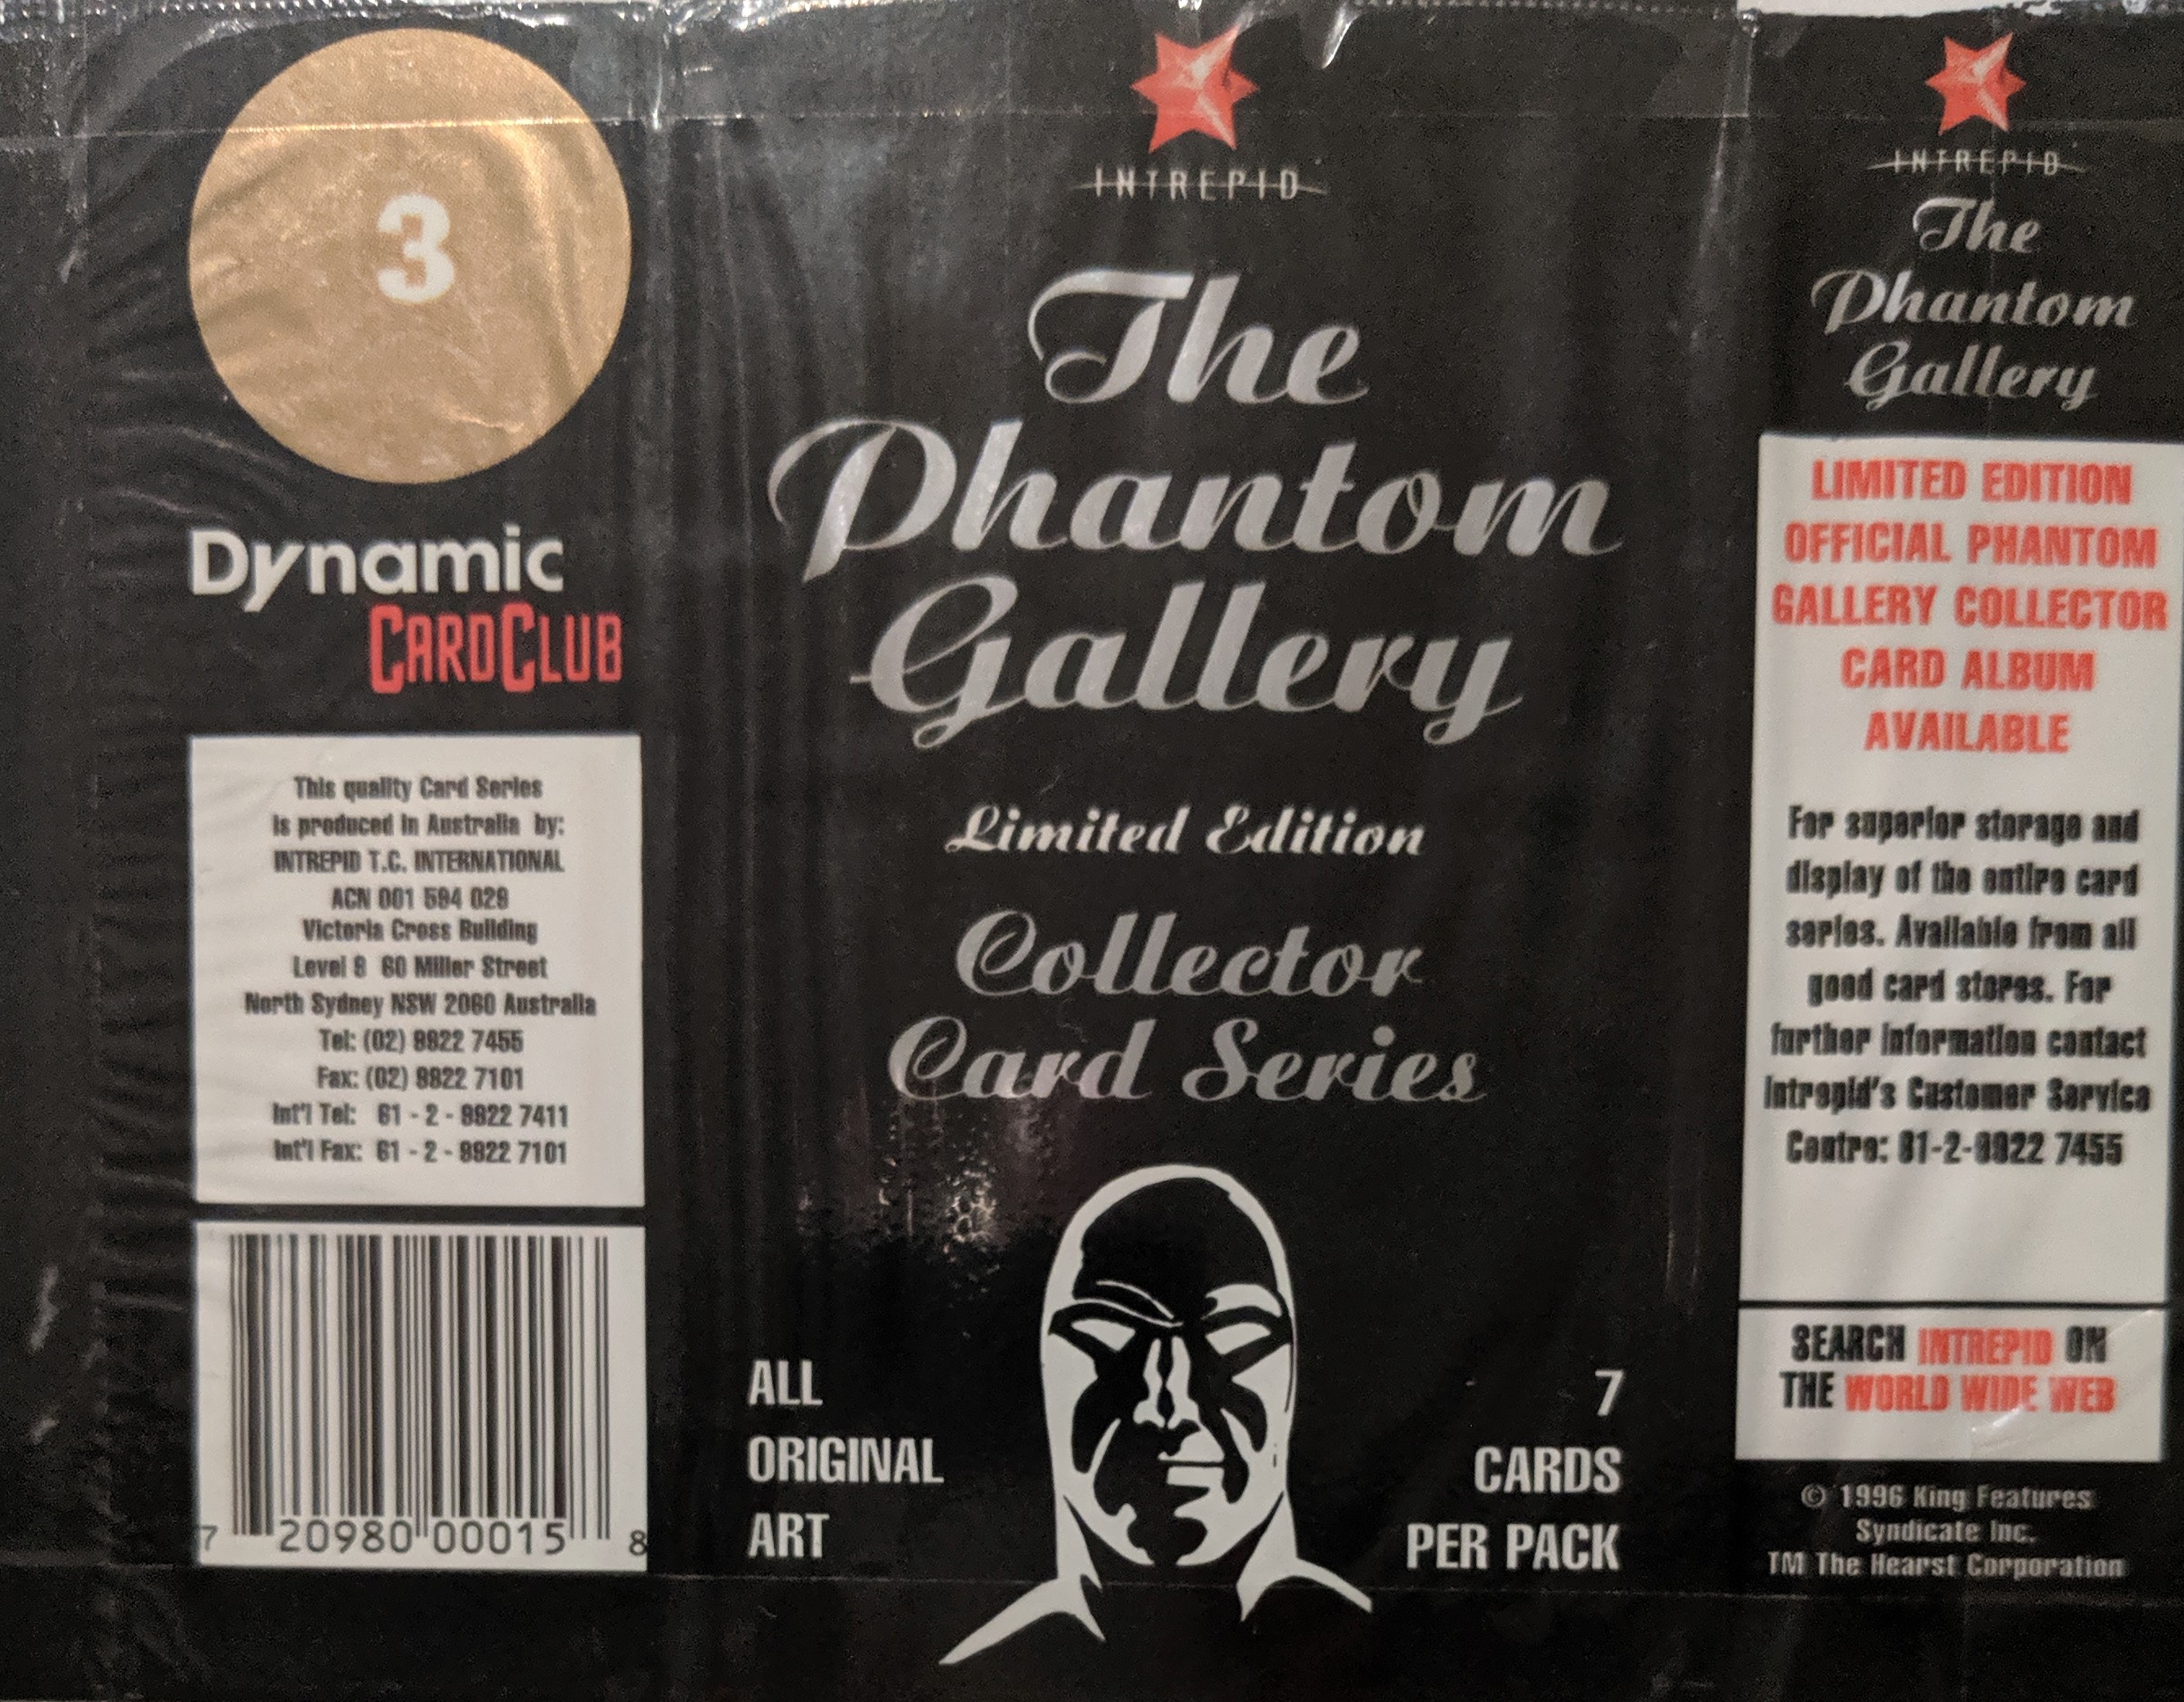 3
Dynamic
CARDCLUB
This quality Card Series
is produced in Australia by:
INTREPID T.C. INTERNATIONAL
ACN 001 594 029
Victoria Cross Building
Level 9 60 Miller Street
North Sydney NSW 2060 Australia
Tel: (02) 9922 7455
Fax: (02) 9922 7101
Int'l Tel: 61 - 2 - 9922 7411
Int'l Fax: 61 - 2 - 9922 7101
7 20980 00015 8
INTREPID
The
Phantom
Gallery
Limited Edition
Collector
Card Series
ALL
ORIGINAL
ART
7
CARDS
PER PACK
INTREPID
The
Phantom
Gallery
LIMITED EDITION
OFFICIAL PHANTOM
GALLERY COLLECTOR
CARD ALBUM
AVAILABLE
For superior storage and
display of the entire card
series. Available from all
good card stores. For
further information contact
Intrepid's Customer Service
Centre: 61-2-9922 7455
SEARCH INTREPID ON
THE WORLD WIDE WEB
© 1996 King Features
Syndicate Inc.
TM The Hearst Corporation